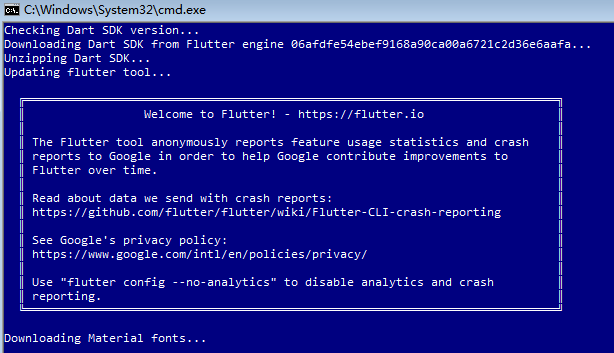 C:\Windows\System32\cmd.exe
Checking Dart SDK version...
Downloading Dart SDK from Flutter engine 06afdfe54ebef9168a90ca00a6721c2d36e6aafa...
Unzipping Dart SDK...
Updating flutter tool...
Welcome to Flutter! - https://flutter.io
The Flutter tool anonymously reports feature usage statistics and crash
reports to Google in order to help Google contribute improvements to
Flutter over time.
Read about data we send with crash reports:
https://github.com/flutter/flutter/wiki/Flutter-CLI-crash-reporting
See Google's privacy policy:
https://www.google.com/intl/en/policies/privacy/
Use "flutter config --no-analytics" to disable analytics and crash
reporting.
Downloading Material fonts...